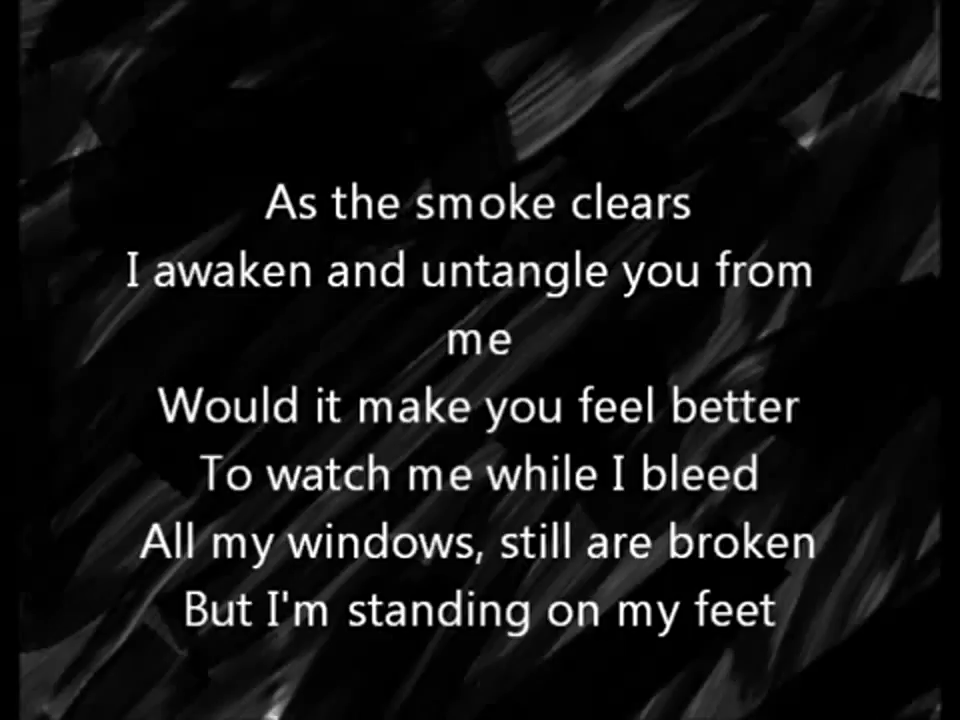 As the smoke clears
I awaken and untangle you from
me
Would it make you feel better
To watch me while I bleed
All my windows, still are broken
But I'm standing on my feet